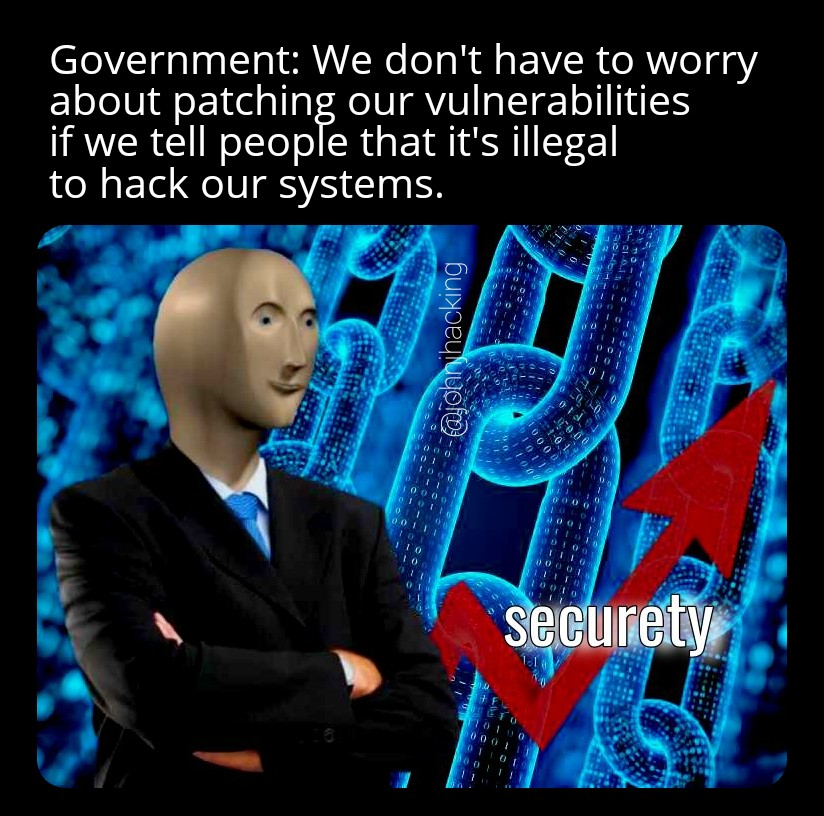 Government: We don't have to worry
about patching our vulnerabilities
if we tell people that it's illegal
to hack our systems.
@johnjhacking
securety